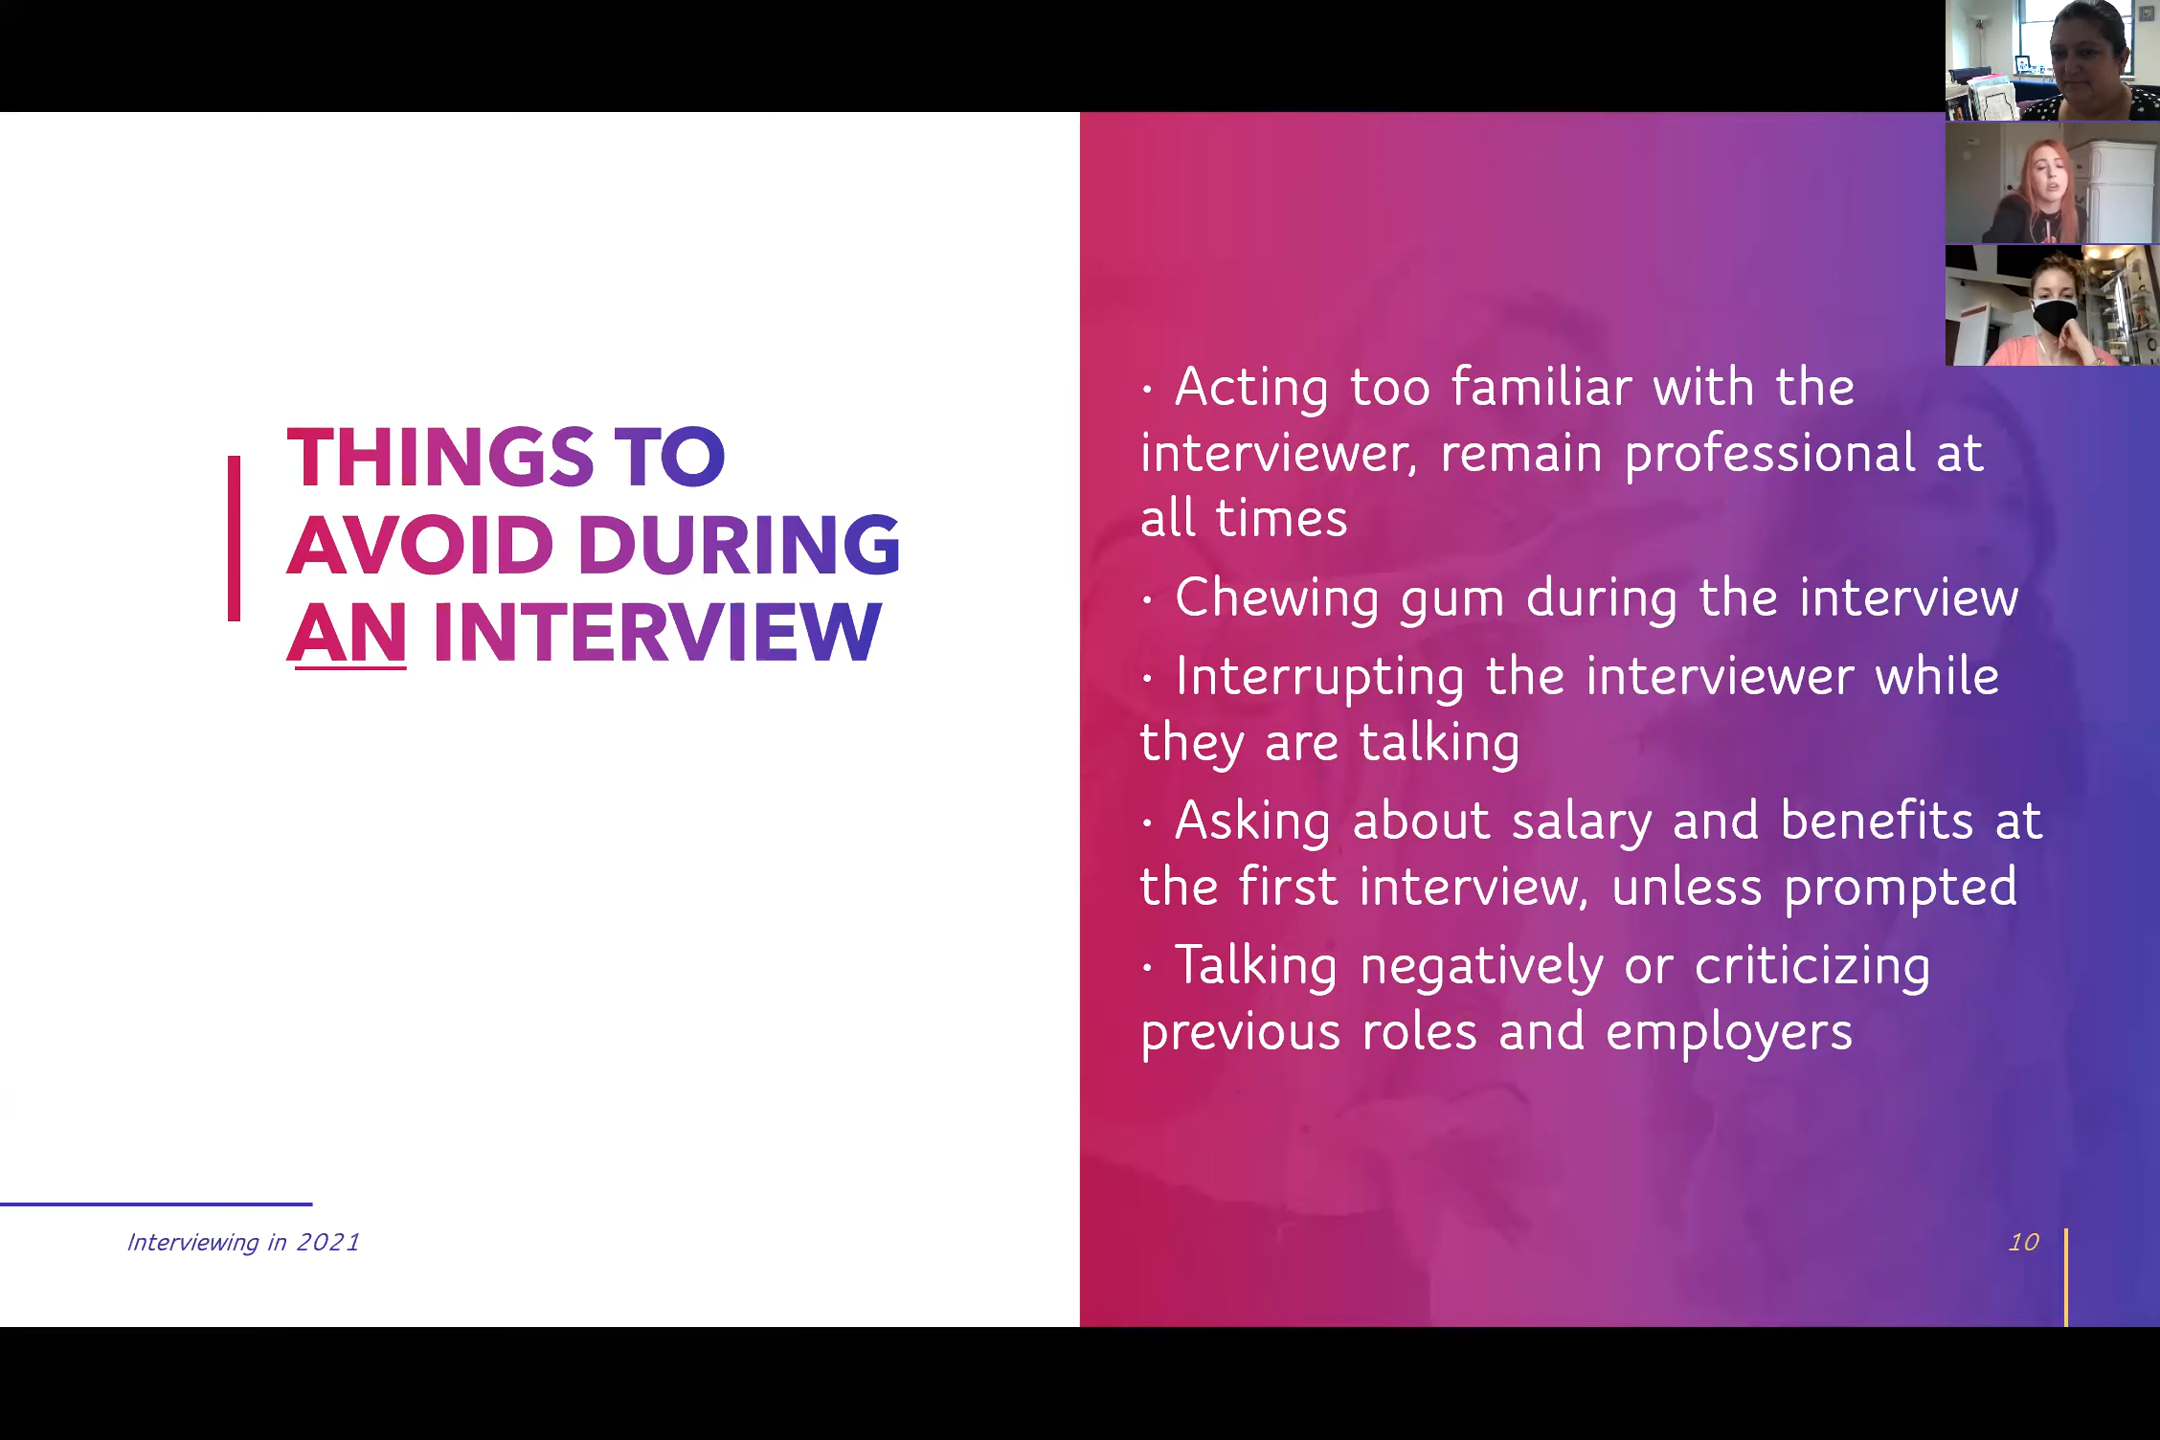 THINGS TO
AVOID DURING
AN INTERVIEW
• Acting too familiar with the
interviewer, remain professional at
all times
• Chewing gum during the interview
• Interrupting the interviewer while
they are talking
• Asking about salary and benefits at
the first interview, unless prompted
• Talking negatively or criticizing
previous roles and employers
Interviewing in 2021
10